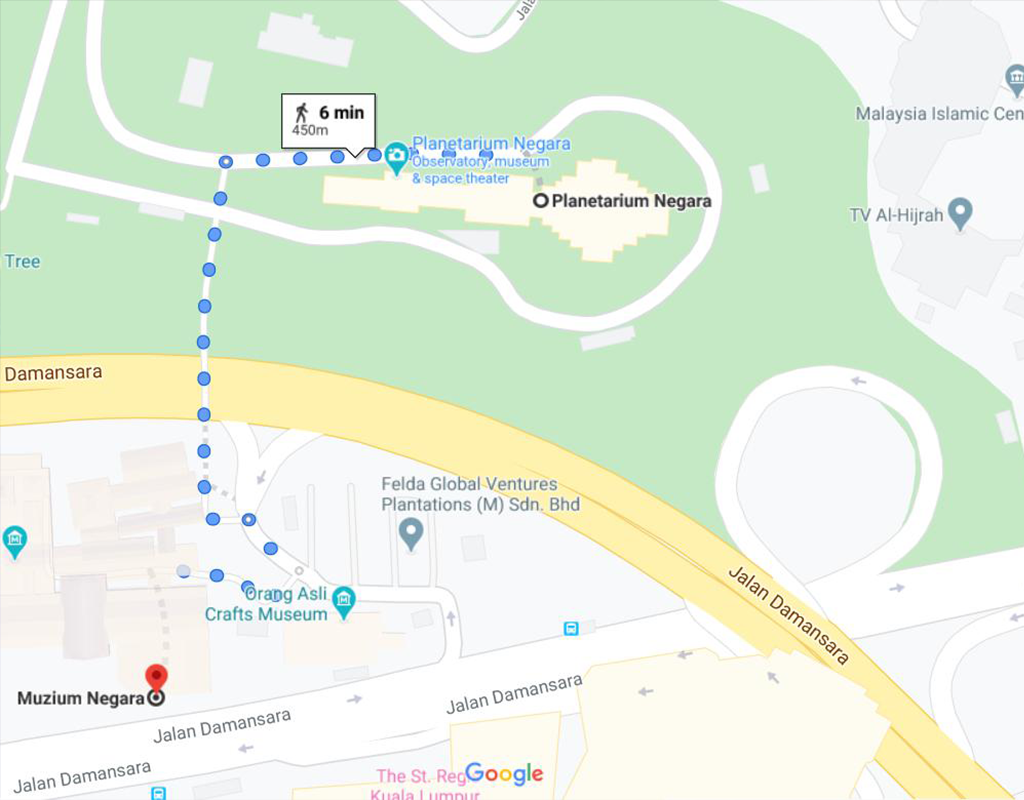 Jala
6 min
450m
Planetarium Negara
Observatory, museum
& space theater
Planetarium Negara
Malaysia Islamic Cen
TV Al-Hijrah
Tree
Damansara
Felda Global Ventures
Plantations (M) Sdn. Bhd
Orang Asli
Crafts Museum
Jalan Damansara
Muzium Negara
Jalan Damansara
Jalan Damansara
Jalan Damansara
The St. Reg
Kuala Lumpur
Google